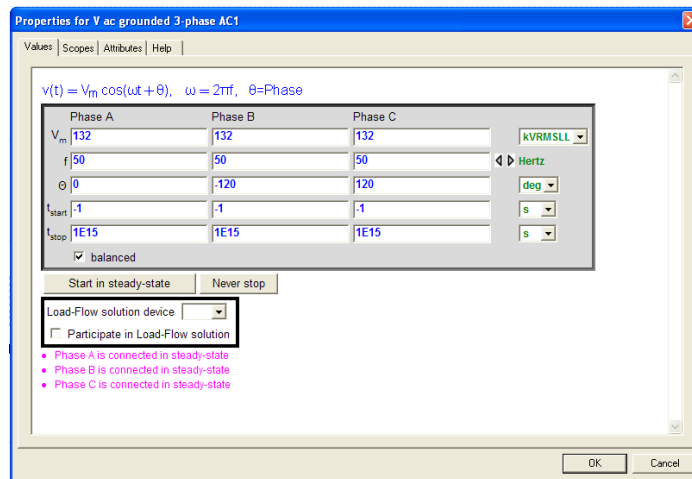 Properties for V ac grounded 3-phase AC1
Values Scopes Attributes Help
v(t) = Vm cos(ωt + θ), ω = 2πf, θ=Phase
Phase A Phase B Phase C
Vm 132 132 132 kVRMSLL
f 50 50 50 Hertz
Θ 0 -120 120 deg
tstart -1 -1 -1 s
tstop 1E15 1E15 1E15 s
balanced
Start in steady-state Never stop
Load-Flow solution device
Participate in Load-Flow solution
• Phase A is connected in steady-state
• Phase B is connected in steady-state
• Phase C is connected in steady-state
OK Cancel